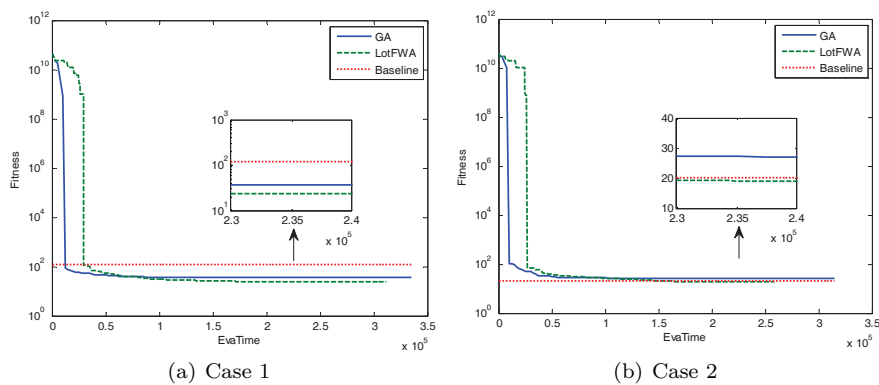 10^12
10^10
10^8
10^6
10^4
10^2
10^0
Fitness
GA
LotFWA
Baseline
10^3
10^2
10^1
2.3 2.35 2.4
x 10^5
0 0.5 1 1.5 2 2.5 3 3.5
EvaTime
x 10^5
(a) Case 1
10^12
10^10
10^8
10^6
10^4
10^2
10^0
Fitness
GA
LotFWA
Baseline
40
30
20
10
2.3 2.35 2.4
x 10^5
0 0.5 1 1.5 2 2.5 3 3.5
EvaTime
x 10^5
(b) Case 2